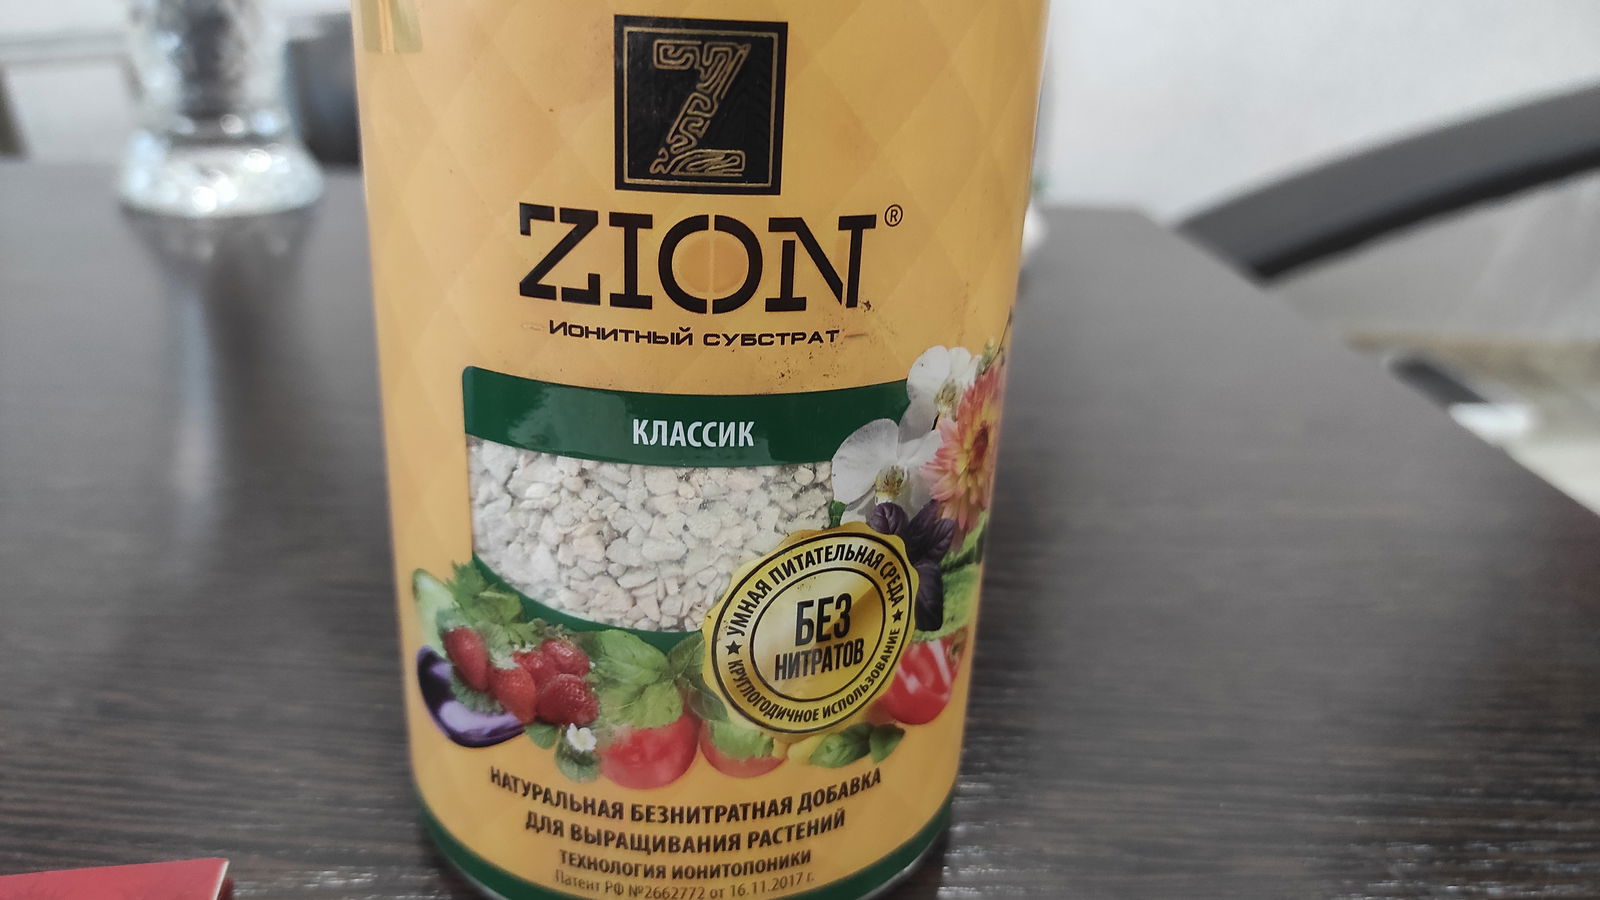 Z
ZION®
ИОНИТНЫЙ СУБСТРАТ
КЛАССИК
УМНАЯ ПИТАТЕЛЬНАЯ СРЕДА
БЕЗ
НИТРАТОВ
КРУГЛОГОДИЧНОЕ ИСПОЛЬЗОВАНИЕ
НАТУРАЛЬНАЯ БЕЗНИТРАТНАЯ ДОБАВКА
ДЛЯ ВЫРАЩИВАНИЯ РАСТЕНИЙ
ТЕХНОЛОГИЯ ИОНИТОПОНИКИ
Патент РФ №2662772 от 16.11.2017 г.